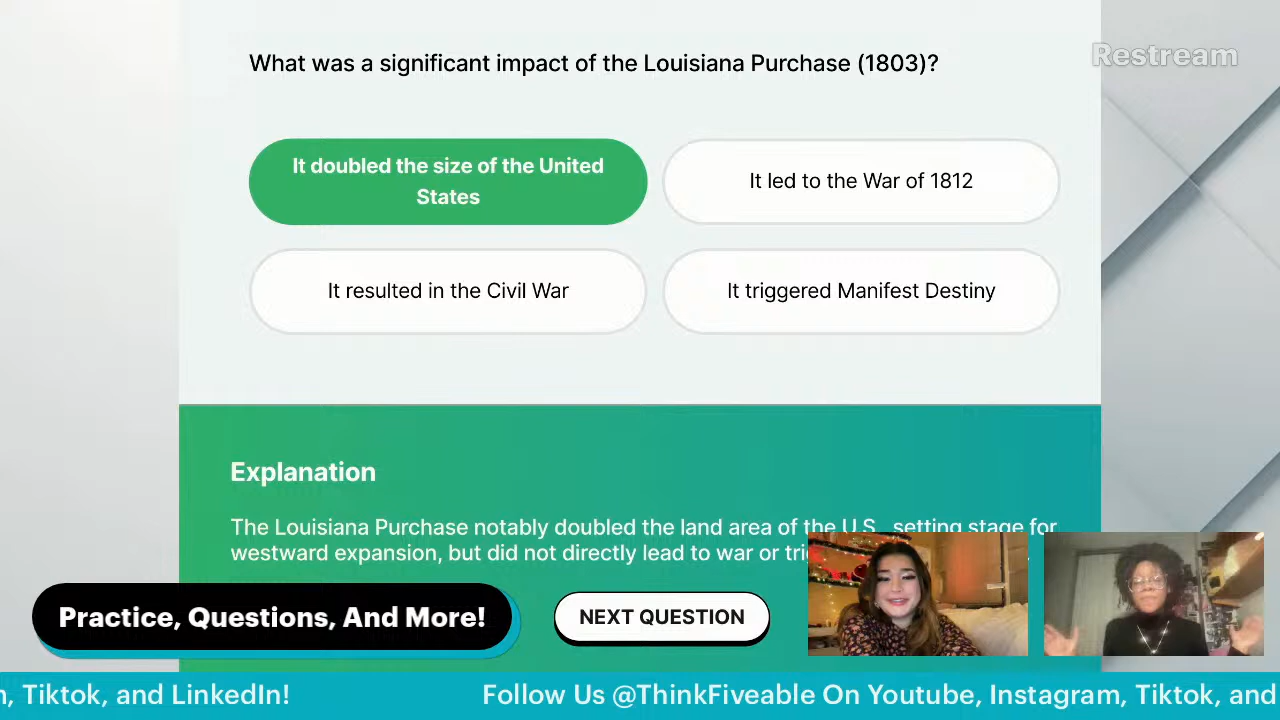 Restream
What was a significant impact of the Louisiana Purchase (1803)?
It doubled the size of the United
States
It led to the War of 1812
It resulted in the Civil War
It triggered Manifest Destiny
Explanation
The Louisiana Purchase notably doubled the land area of the U.S., setting stage for
westward expansion, but did not directly lead to war or
Practice, Questions, And More!
NEXT QUESTION
, Tiktok, and LinkedIn!
Follow Us @ThinkFiveable On Youtube, Instagram, Tiktok, and